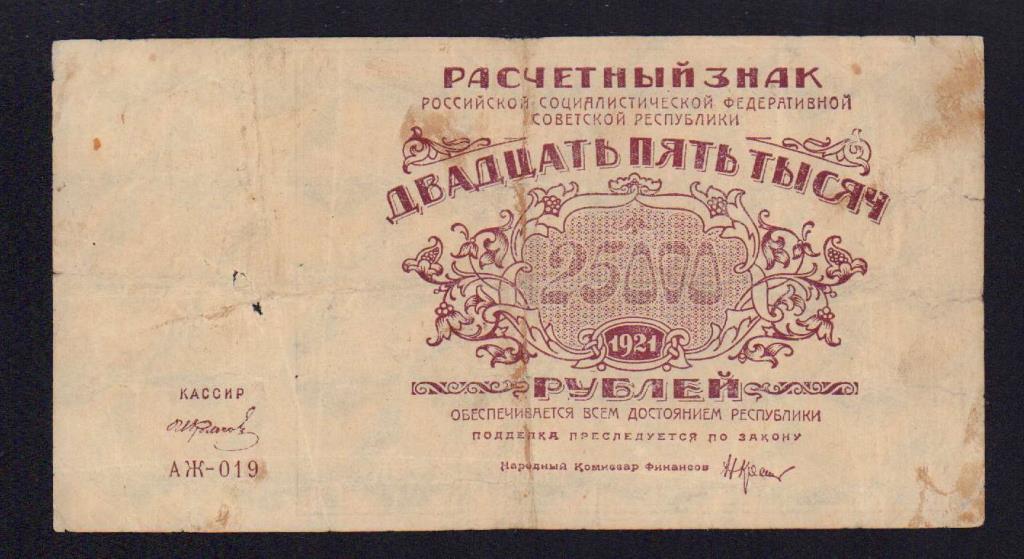 РАСЧЕТНЫЙ ЗНАК
РОССИЙСКОЙ СОЦИАЛИСТИЧЕСКОЙ ФЕДЕРАТИВНОЙ
СОВЕТСКОЙ РЕСПУБЛИКИ
ДВАДЦАТЬ ПЯТЬ ТЫСЯЧ
25000
1921
РУБЛЕЙ
ОБЕСПЕЧИВАЕТСЯ ВСЕМ ДОСТОЯНИЕМ РЕСПУБЛИКИ
ПОДДЕЛКА ПРЕСЛЕДУЕТСЯ ПО ЗАКОНУ
Народный Комиссар Финансов
КАССИР
АЖ-019